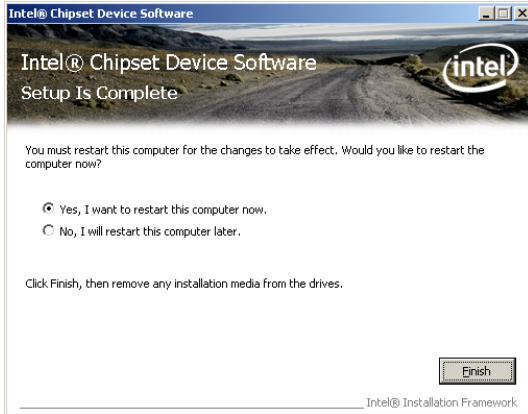 Intel® Chipset Device Software
Intel® Chipset Device Software
Setup Is Complete
intel®
You must restart this computer for the changes to take effect. Would you like to restart the
computer now?
Yes, I want to restart this computer now.
No, I will restart this computer later.
Click Finish, then remove any installation media from the drives.
Finish
Intel® Installation Framework